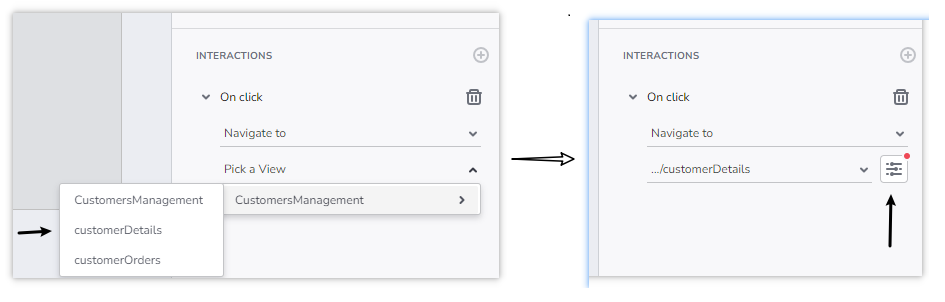 INTERACTIONS
On click
Navigate to
Pick a View
CustomersManagement
CustomersManagement
customerDetails
customerOrders
INTERACTIONS
On click
Navigate to
.../customerDetails